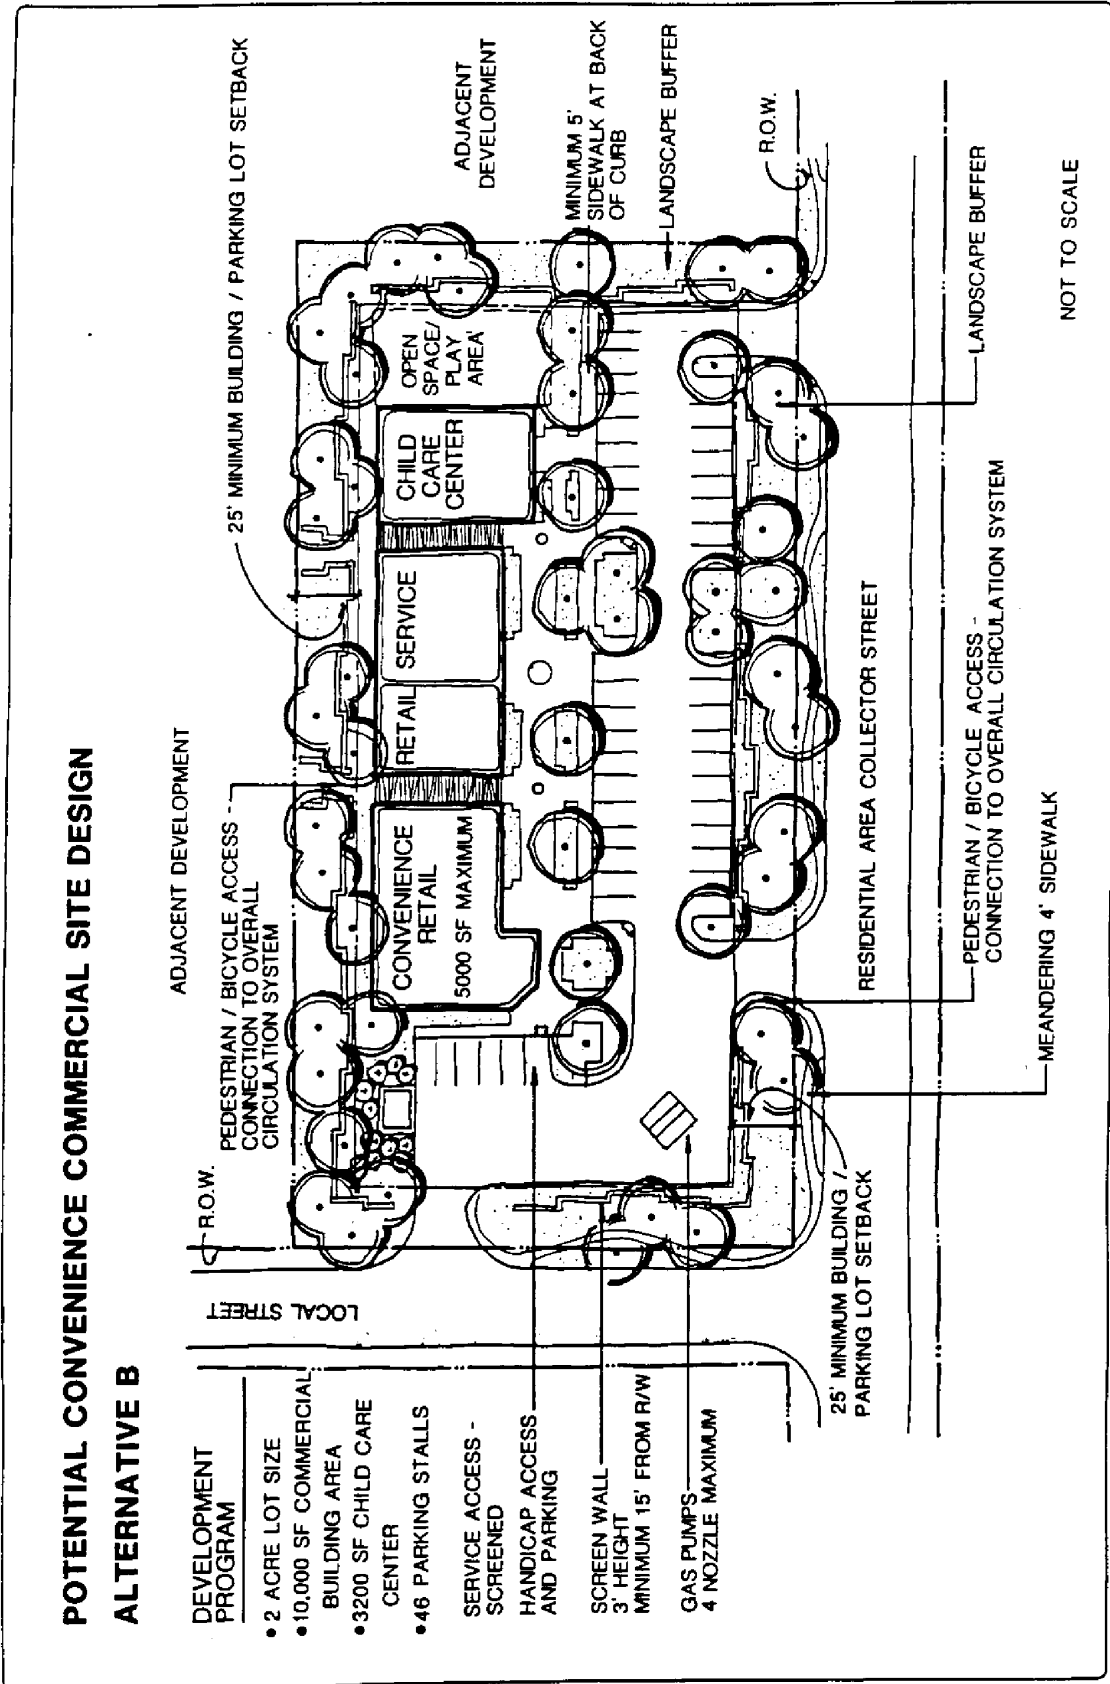 POTENTIAL CONVENIENCE COMMERCIAL SITE DESIGN
ALTERNATIVE B
DEVELOPMENT
PROGRAM
• 2 ACRE LOT SIZE
• 10,000 SF COMMERCIAL
BUILDING AREA
• 3200 SF CHILD CARE
CENTER
• 46 PARKING STALLS
SERVICE ACCESS -
SCREENED
HANDICAP ACCESS
AND PARKING
SCREEN WALL
3' HEIGHT
MINIMUM 15' FROM R/W
GAS PUMPS
4 NOZZLE MAXIMUM
LOCAL STREET
R.O.W.
ADJACENT DEVELOPMENT
PEDESTRIAN / BICYCLE ACCESS -
CONNECTION TO OVERALL
CIRCULATION SYSTEM
25' MINIMUM BUILDING / PARKING LOT SETBACK
CONVENIENCE
RETAIL
5000 SF MAXIMUM
RETAIL
SERVICE
CHILD
CARE
CENTER
OPEN
SPACE/
PLAY
AREA
ADJACENT
DEVELOPMENT
MINIMUM 5'
SIDEWALK AT BACK
OF CURB
LANDSCAPE BUFFER
R.O.W.
25' MINIMUM BUILDING /
PARKING LOT SETBACK
RESIDENTIAL AREA COLLECTOR STREET
PEDESTRIAN / BICYCLE ACCESS -
CONNECTION TO OVERALL CIRCULATION SYSTEM
LANDSCAPE BUFFER
MEANDERING 4' SIDEWALK
NOT TO SCALE